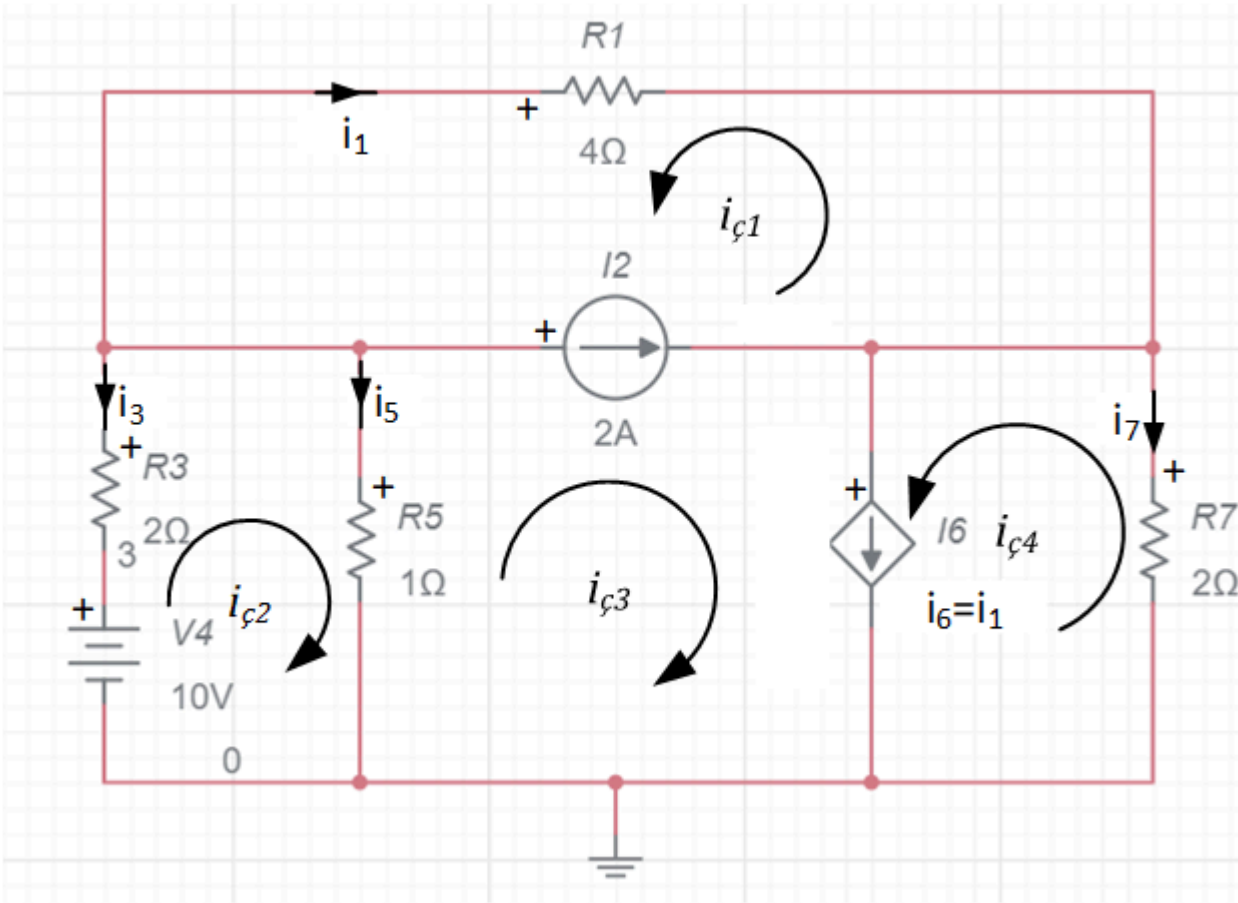 R1
+
i₁
4Ω
iç1
I2
+
2A
i₃
i₅
i₇
+
R3
2Ω
3
+
R5
1Ω
+
I6
+
R7
2Ω
iç2
iç3
iç4
i₆=i₁
+
V4
10V
0